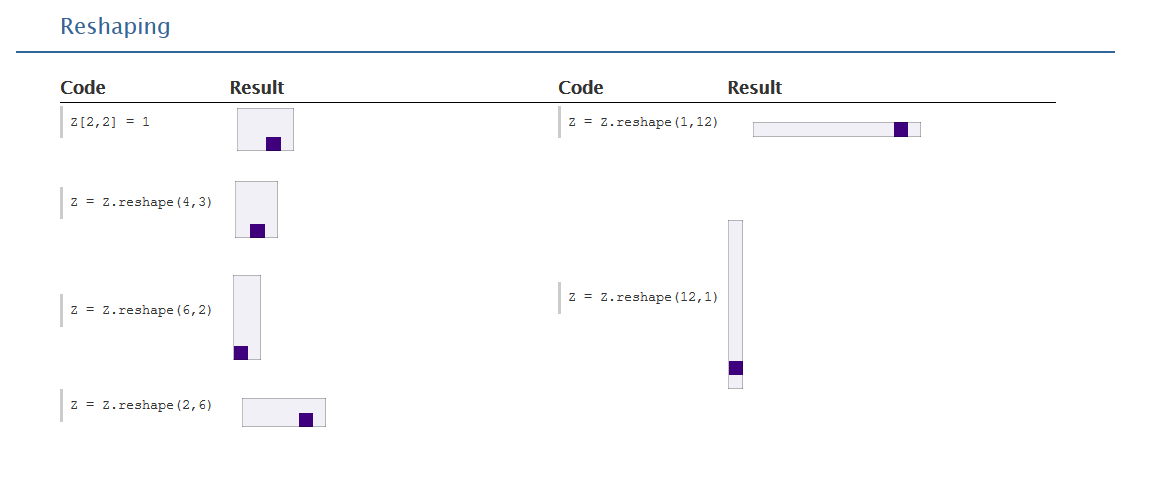 Reshaping
Code Result
Z[2,2] = 1
Z = Z.reshape(4,3)
Z = Z.reshape(6,2)
Z = Z.reshape(2,6)
Code Result
Z = Z.reshape(1,12)
Z = Z.reshape(12,1)